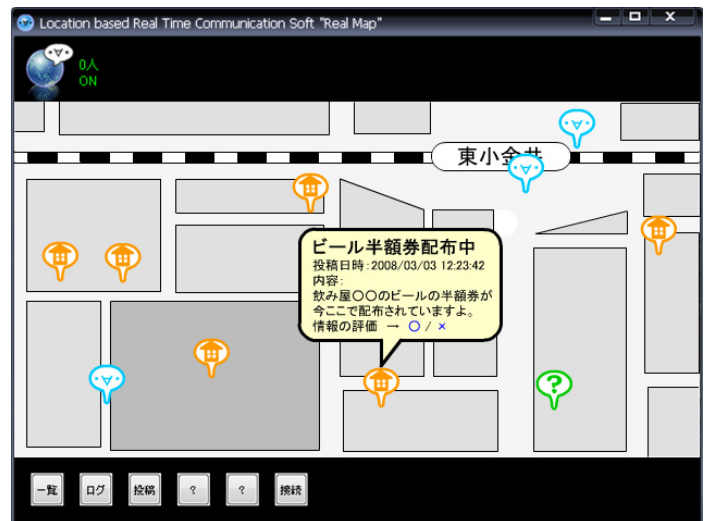 Location based Real Time Communication Soft "Real Map"
0人
ON
東小金井
ビール半額券配布中
投稿日時:2008/03/03 12:23:42
内容:
飲み屋〇〇のビールの半額券が
今ここで配布されていますよ。
情報の評価 → 〇 / ×
?
一覧 ログ 投稿 ? ? 接続